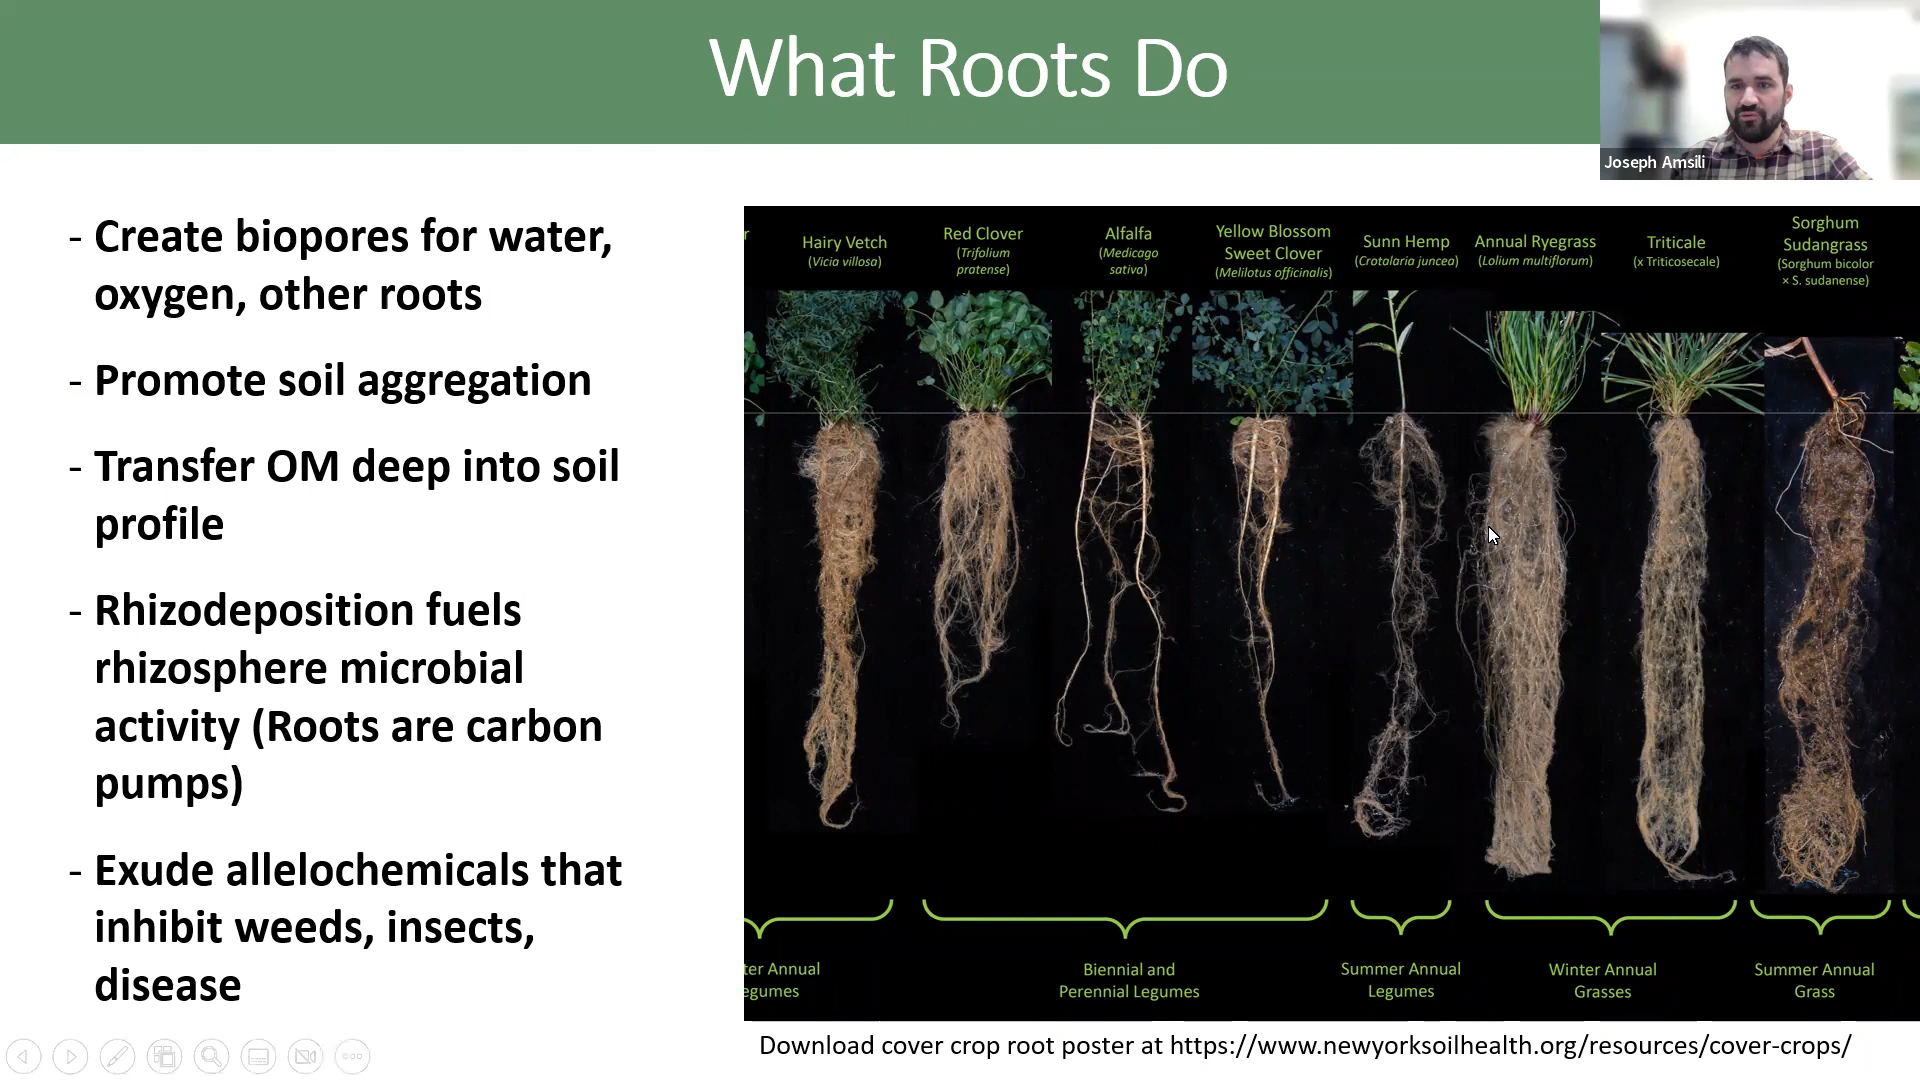 What Roots Do
Joseph Amsili
- Create biopores for water,
oxygen, other roots
- Promote soil aggregation
- Transfer OM deep into soil
profile
- Rhizodeposition fuels
rhizosphere microbial
activity (Roots are carbon
pumps)
- Exude allelochemicals that
inhibit weeds, insects,
disease
r
Hairy Vetch
(Vicia villosa)
Red Clover
(Trifolium
pratense)
Alfalfa
(Medicago
sativa)
Yellow Blossom
Sweet Clover
(Melilotus officinalis)
Sunn Hemp
(Crotalaria juncea)
Annual Ryegrass
(Lolium multiflorum)
Triticale
(x Triticosecale)
Sorghum
Sudangrass
(Sorghum bicolor
× S. sudanense)
ter Annual
egumes
Biennial and
Perennial Legumes
Summer Annual
Legumes
Winter Annual
Grasses
Summer Annual
Grass
Download cover crop root poster at https://www.newyorksoilhealth.org/resources/cover-crops/